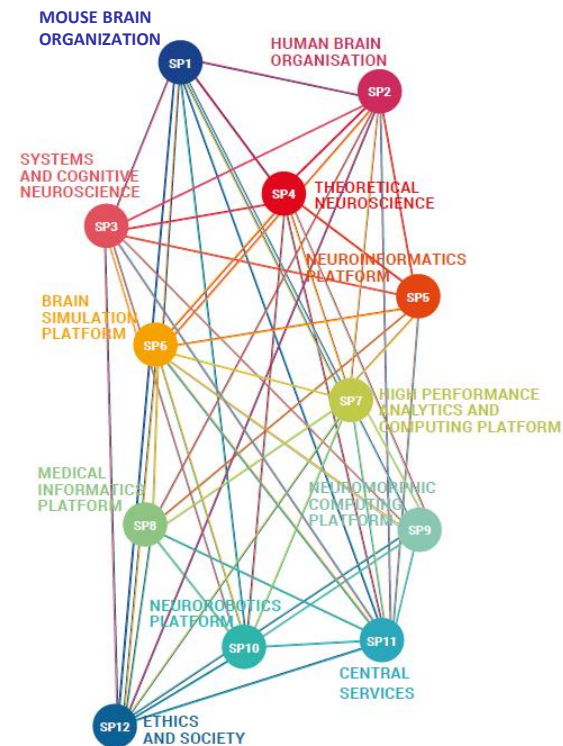 MOUSE BRAIN
ORGANIZATION
SP1
HUMAN BRAIN
ORGANISATION
SP2
SYSTEMS
AND COGNITIVE
NEUROSCIENCE
SP3
SP4
THEORETICAL
NEUROSCIENCE
NEUROINFORMATICS
PLATFORM
SP5
BRAIN
SIMULATION
PLATFORM
SP6
SP7
HIGH PERFORMANCE
ANALYTICS AND
COMPUTING PLATFORM
MEDICAL
INFORMATICS
PLATFORM
SP8
NEUROMORPHIC
COMPUTING
PLATFORM
SP9
NEUROROBOTICS
PLATFORM
SP10
SP11
CENTRAL
SERVICES
SP12
ETHICS
AND SOCIETY